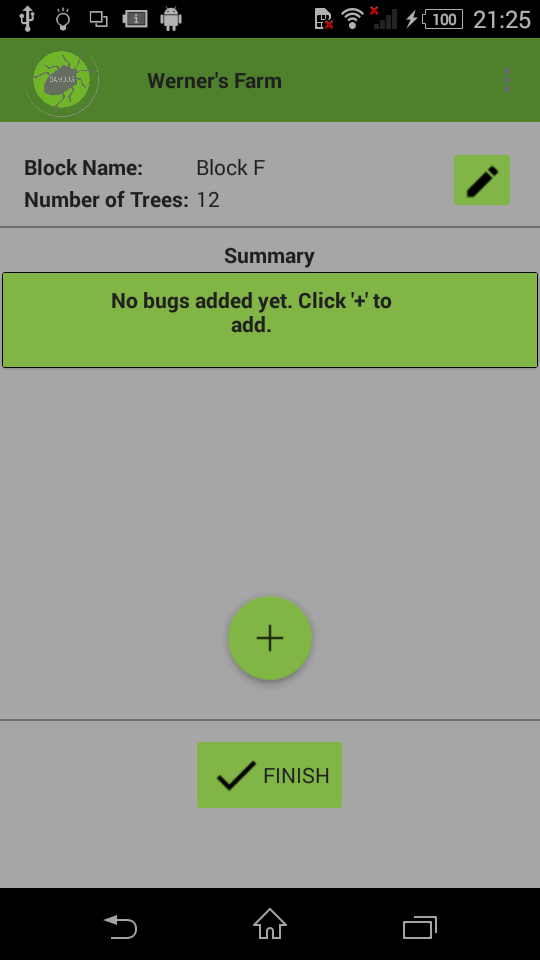 100 21:25
SAMBUG
Werner's Farm
Block Name: Block F
Number of Trees: 12
Summary
No bugs added yet. Click '+' to
add.
FINISH